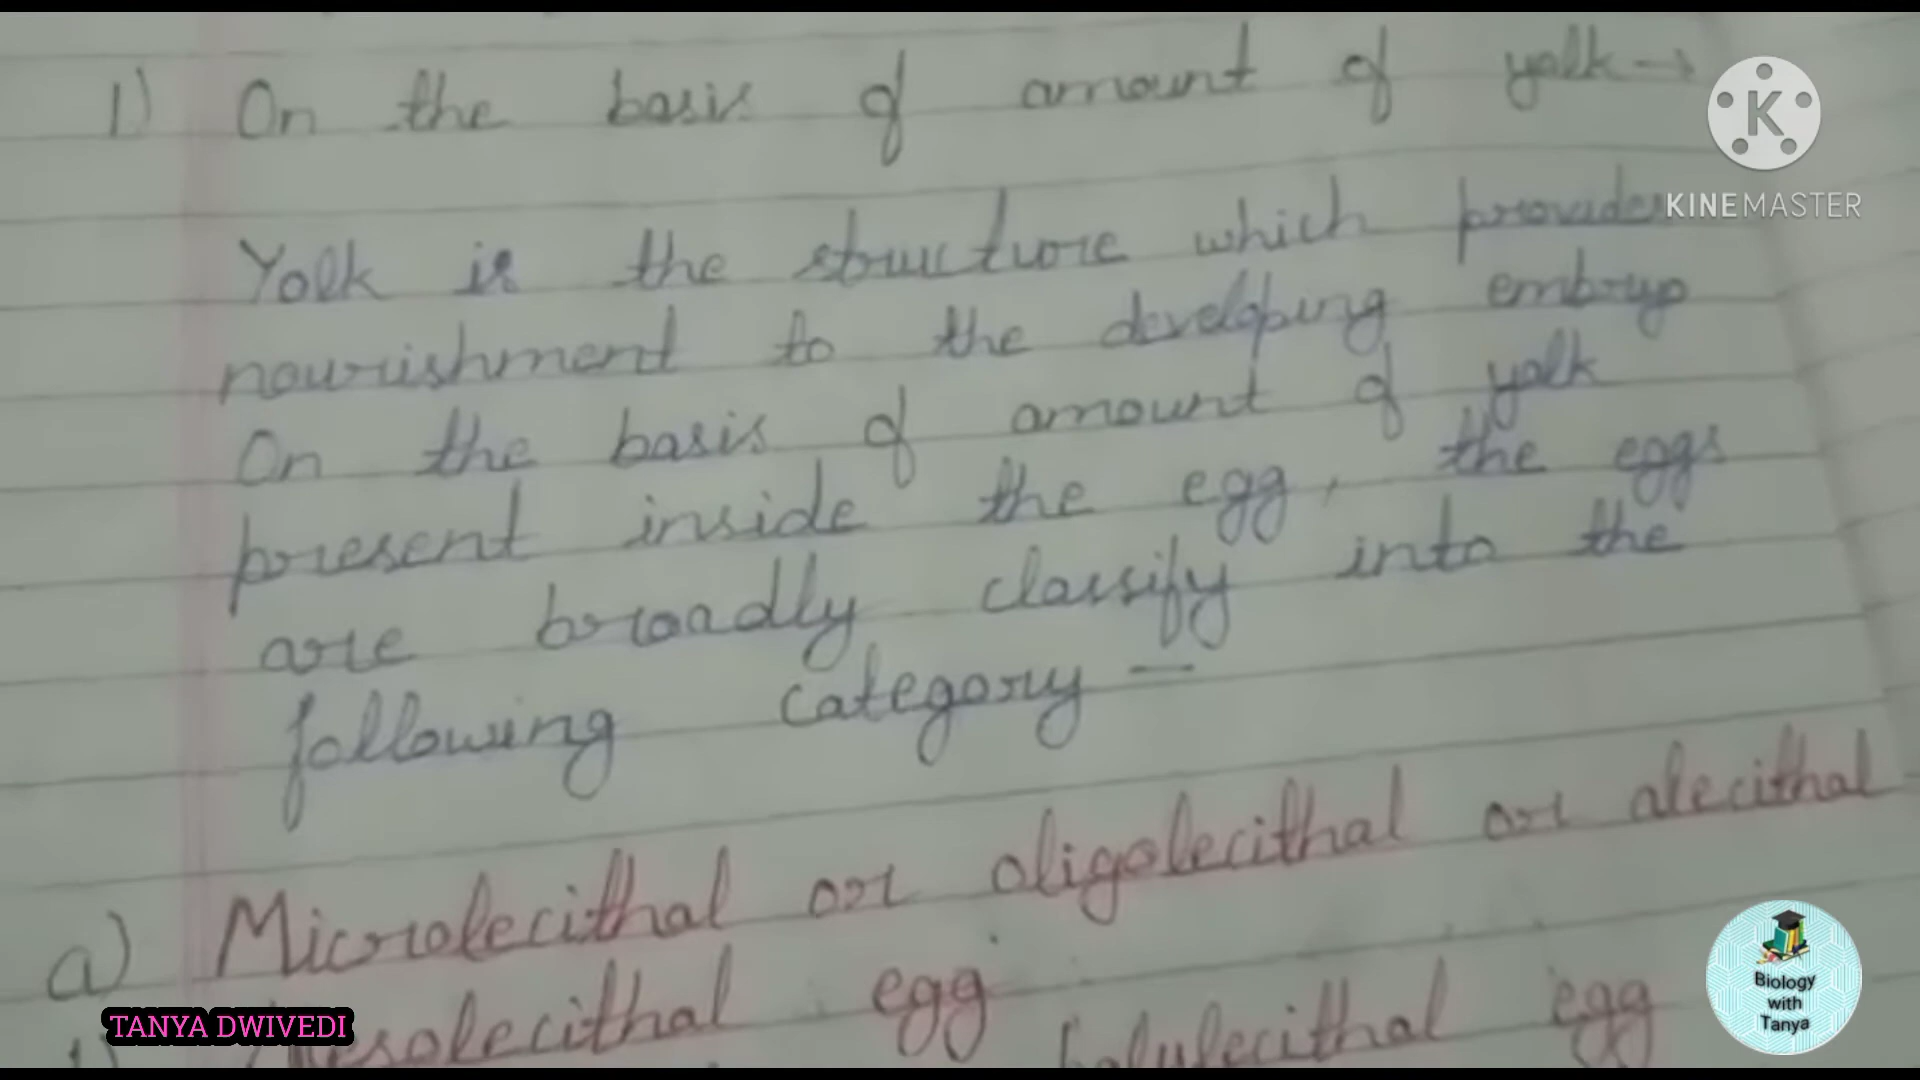 1) On the basis of amount of yolk →
Yolk is the structure which provides
nourishment to the developing embryo
On the basis of amount of yolk
present inside the egg, the eggs
are broadly classify into the
following category —
a) Microlecithal or oligolecithal or alecithal
egg
egg
K
KINEMASTER
TANYA DWIVEDI
Biology
with
Tanya